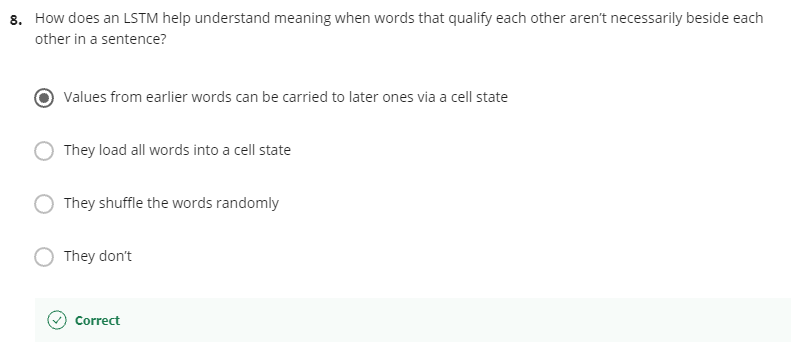 8. How does an LSTM help understand meaning when words that qualify each other aren’t necessarily beside each
other in a sentence?
Values from earlier words can be carried to later ones via a cell state
They load all words into a cell state
They shuffle the words randomly
They don’t
Correct